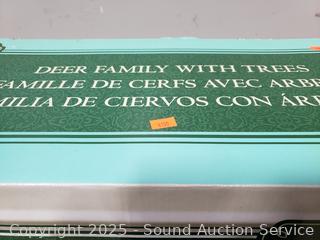 DEER FAMILY WITH TREES
FAMILLE DE CERFS AVEC ARBR
MILIA DE CIERVOS CON ÁR
Copyright 2025 - Sound Auction Service